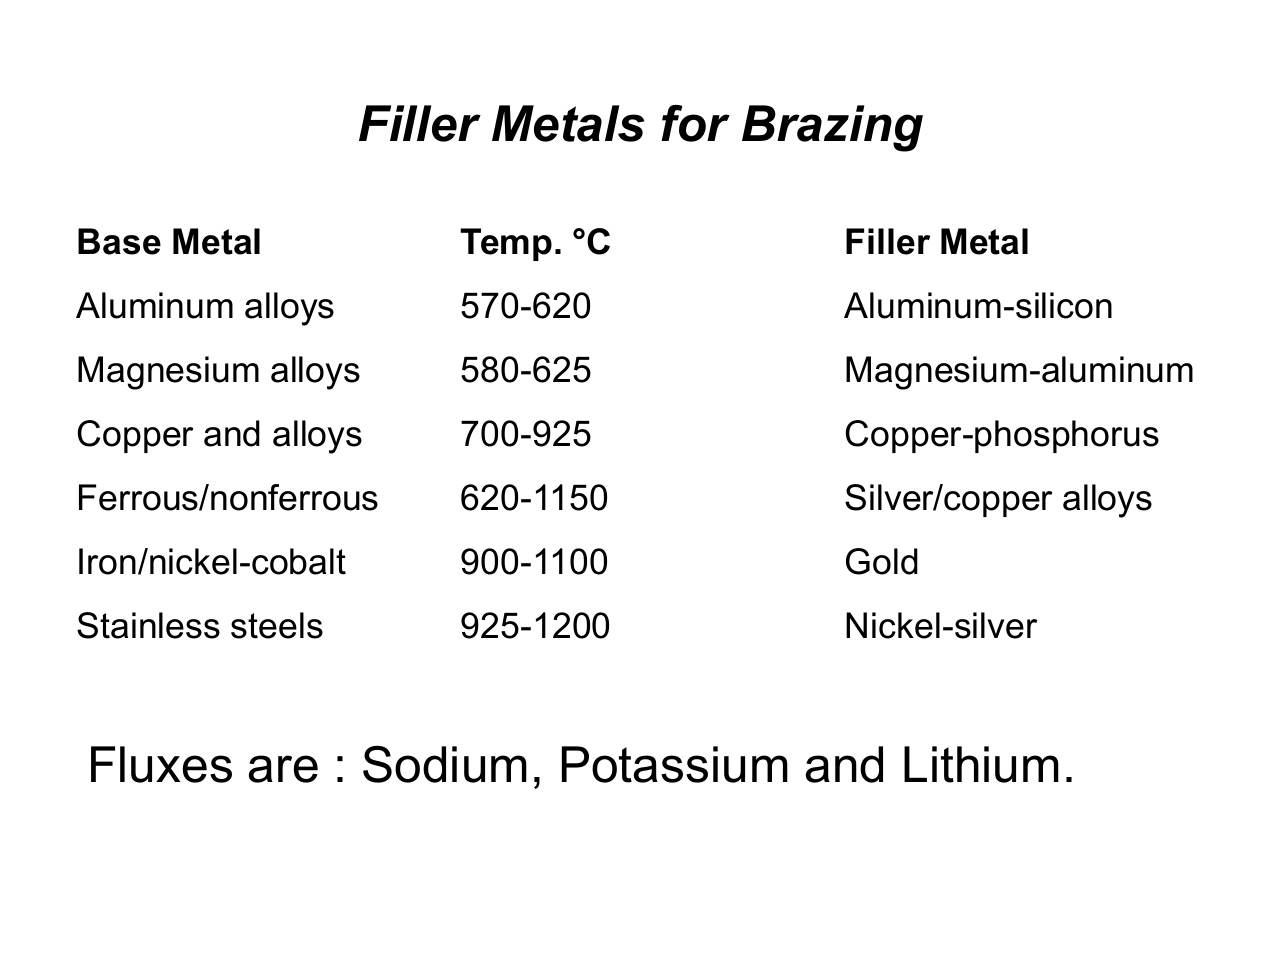 Filler Metals for Brazing
Base Metal Temp. °C Filler Metal
Aluminum alloys 570-620 Aluminum-silicon
Magnesium alloys 580-625 Magnesium-aluminum
Copper and alloys 700-925 Copper-phosphorus
Ferrous/nonferrous 620-1150 Silver/copper alloys
Iron/nickel-cobalt 900-1100 Gold
Stainless steels 925-1200 Nickel-silver
Fluxes are : Sodium, Potassium and Lithium.